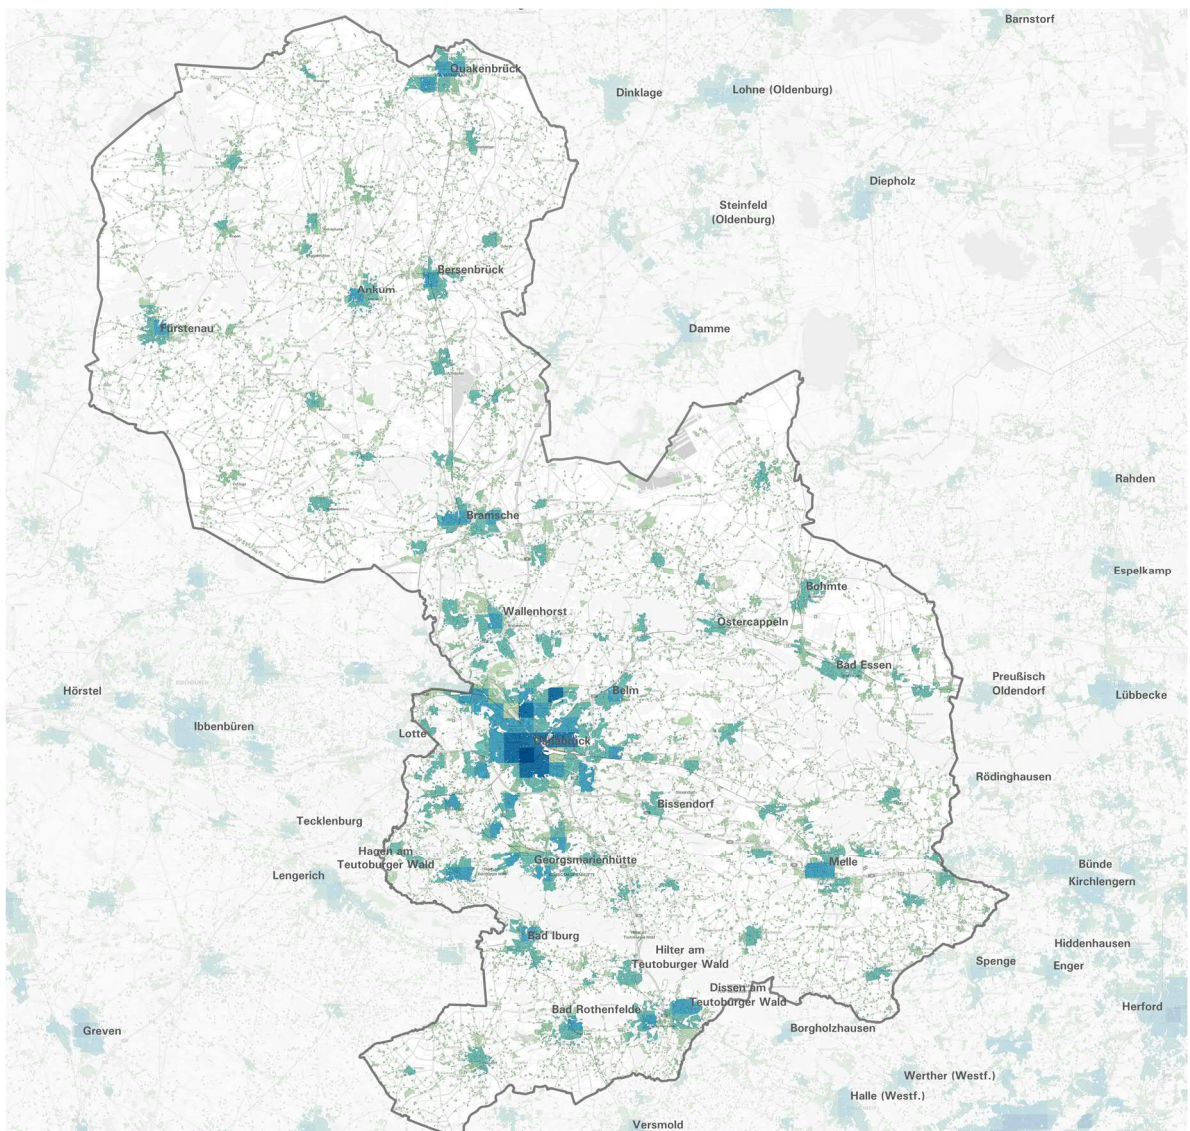 Barnstorf
Quakenbrück
Dinklage
Lohne (Oldenburg)
Diepholz
Steinfeld
(Oldenburg)
Bersenbrück
Ankum
Fürstenau
Damme
Rahden
Bramsche
Espelkamp
Bohmte
Wallenhorst
Ostercappeln
Bad Essen
Preußisch
Oldendorf
Hörstel
Belm
Lübbecke
Ibbenbüren
Lotte
Osnabrück
Rödinghausen
Bissendorf
Tecklenburg
Hagen am
Teutoburger Wald
Georgsmarienhütte
Melle
Bünde
Lengerich
Kirchlengern
Bad Iburg
Hiddenhausen
Hilter am
Teutoburger Wald
Spenge
Enger
Dissen am
Teutoburger Wald
Bad Rothenfelde
Herford
Greven
Borgholzhausen
Werther (Westf.)
Halle (Westf.)
Versmold